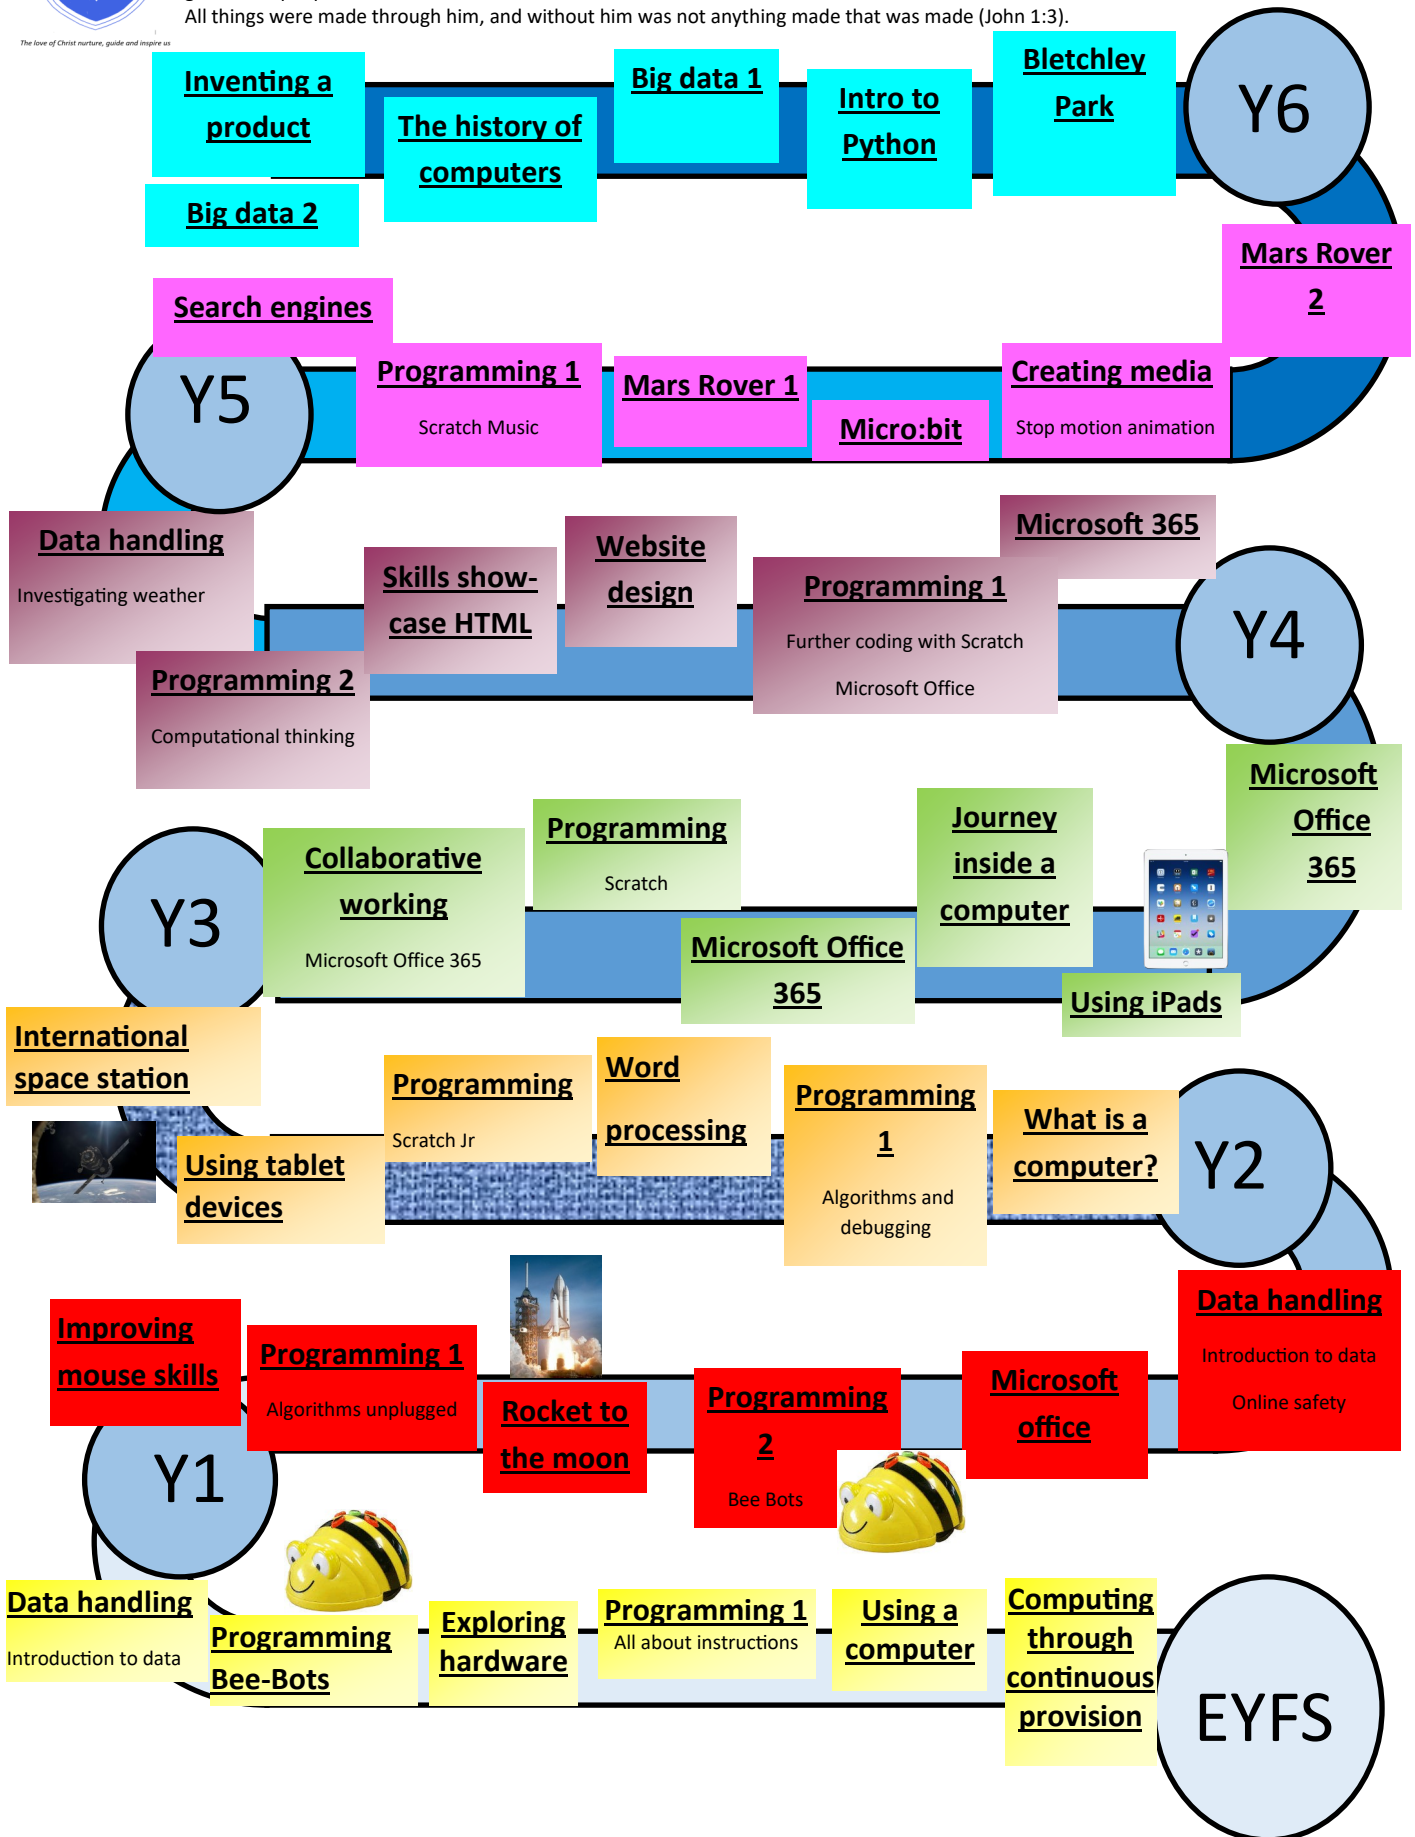 All things were made through him, and without him was not anything made that was made (John 1:3).
The love of Christ nurture, guide and inspire us
Inventing a
product
The history of
computers
Big data 1
Intro to
Python
Bletchley
Park
Y6
Big data 2
Mars Rover
2
Search engines
Y5
Programming 1
Scratch Music
Mars Rover 1
Micro:bit
Creating media
Stop motion animation
Data handling
Investigating weather
Programming 2
Computational thinking
Skills show-
case HTML
Website
design
Programming 1
Further coding with Scratch
Microsoft Office
Microsoft 365
Y4
Microsoft
Office
365
Y3
Collaborative
working
Microsoft Office 365
Programming
Scratch
Microsoft Office
365
Journey
inside a
computer
Using iPads
International
space station
Using tablet
devices
Programming
Scratch Jr
Word
processing
Programming
1
Algorithms and
debugging
What is a
computer?
Y2
Data handling
Introduction to data
Online safety
Improving
mouse skills
Y1
Programming 1
Algorithms unplugged
Rocket to
the moon
Programming
2
Bee Bots
Microsoft
office
Data handling
Introduction to data
Programming
Bee-Bots
Exploring
hardware
Programming 1
All about instructions
Using a
computer
Computing
through
continuous
provision
EYFS